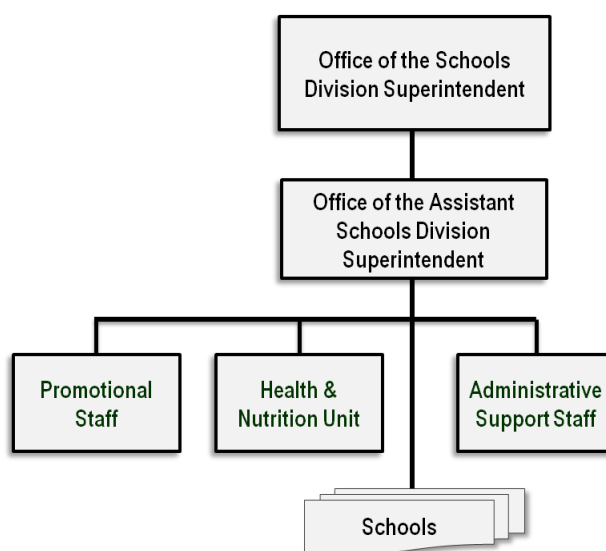 Office of the Schools
Division Superintendent
Office of the Assistant
Schools Division
Superintendent
Promotional
Staff
Health &
Nutrition Unit
Administrative
Support Staff
Schools